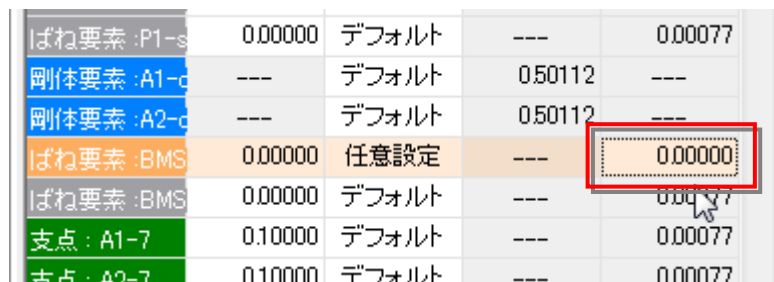 ばね要素 :P1-s 0.00000 デフォルト --- 0.00077
剛体要素 :A1-c --- デフォルト 0.50112 ---
剛体要素 :A2-c --- デフォルト 0.50112 ---
ばね要素 :BMS 0.00000 任意設定 --- 0.00000
ばね要素 :BMS 0.00000 デフォルト --- 0.00077
支点 : A1-7 0.10000 デフォルト --- 0.00077
支点 : A2-7 0.10000 デフォルト --- 0.00077